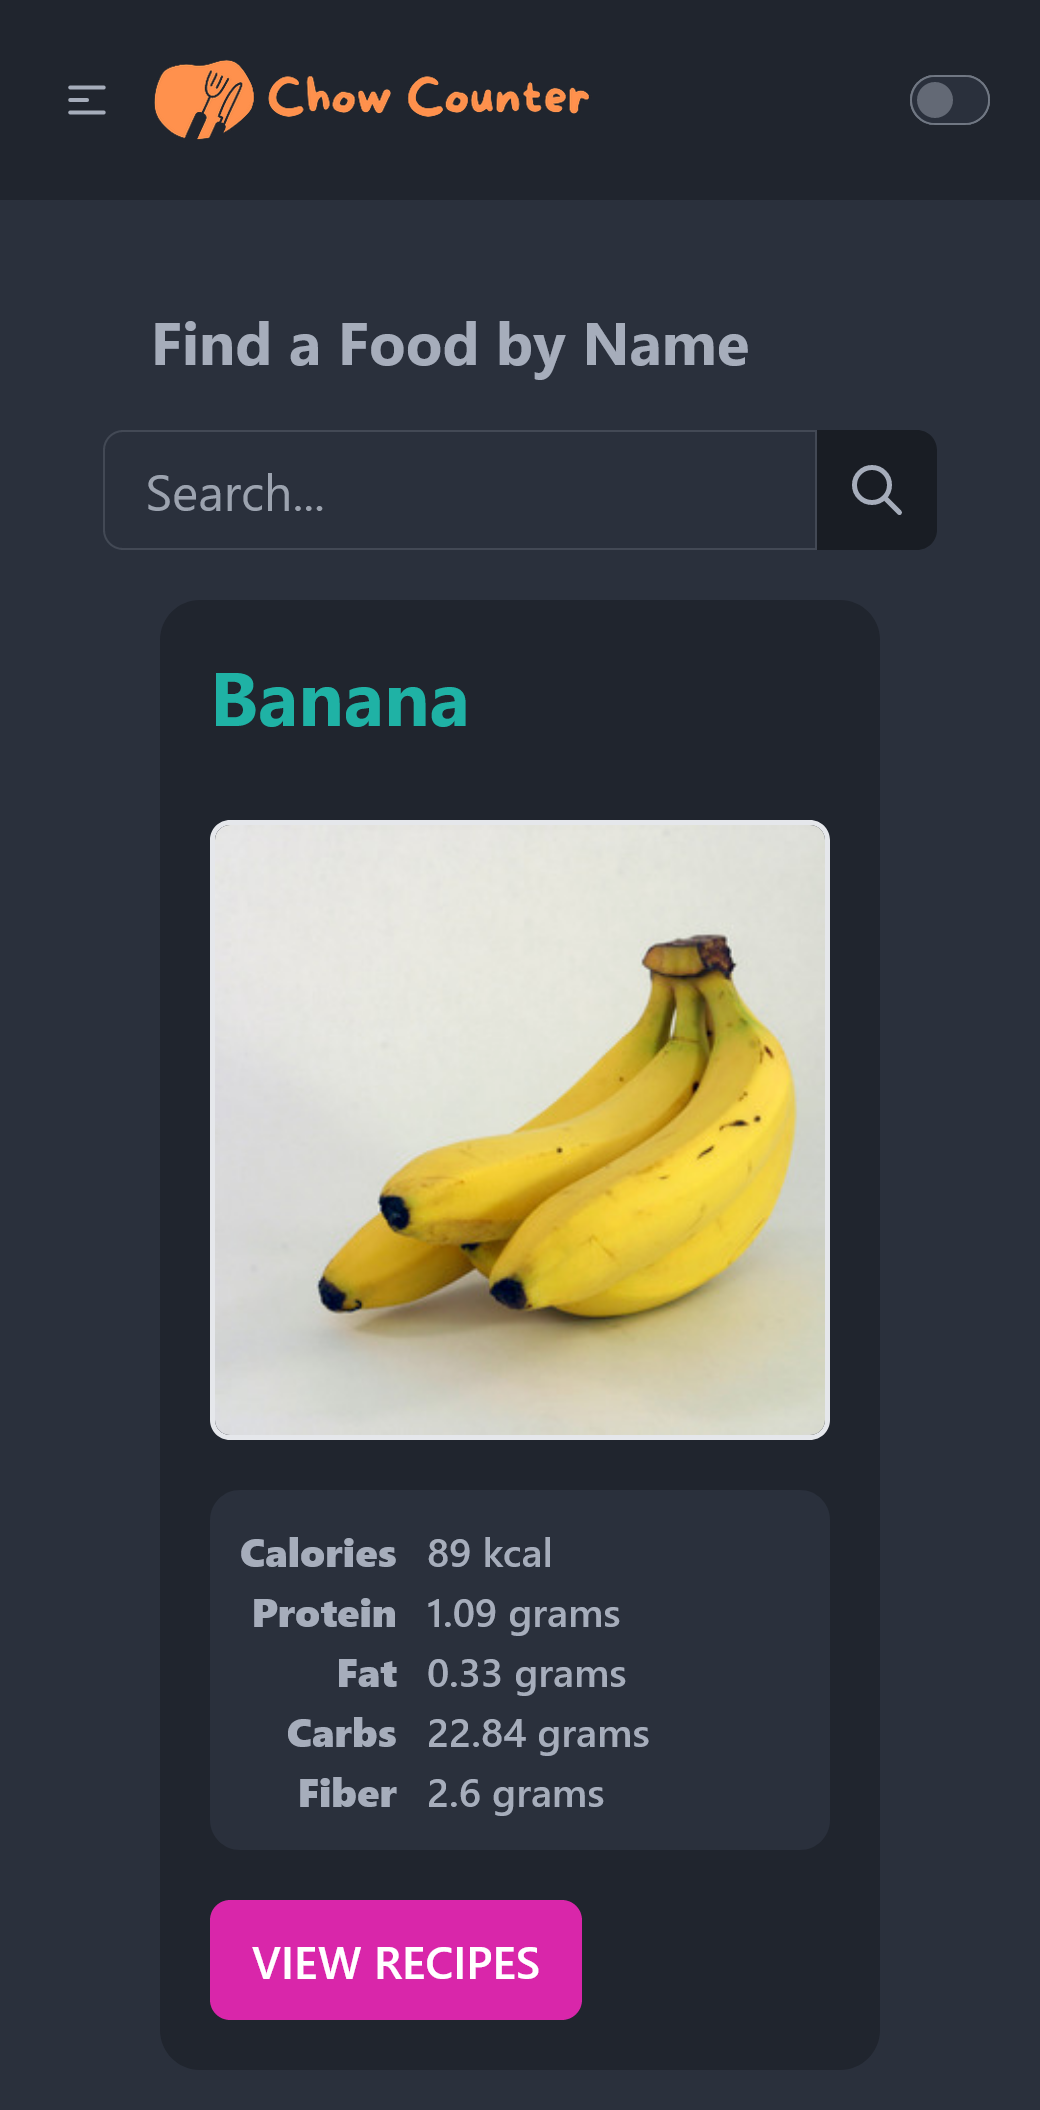 Chow Counter
Find a Food by Name
Search...
Banana
Calories 89 kcal
Protein 1.09 grams
Fat 0.33 grams
Carbs 22.84 grams
Fiber 2.6 grams
VIEW RECIPES